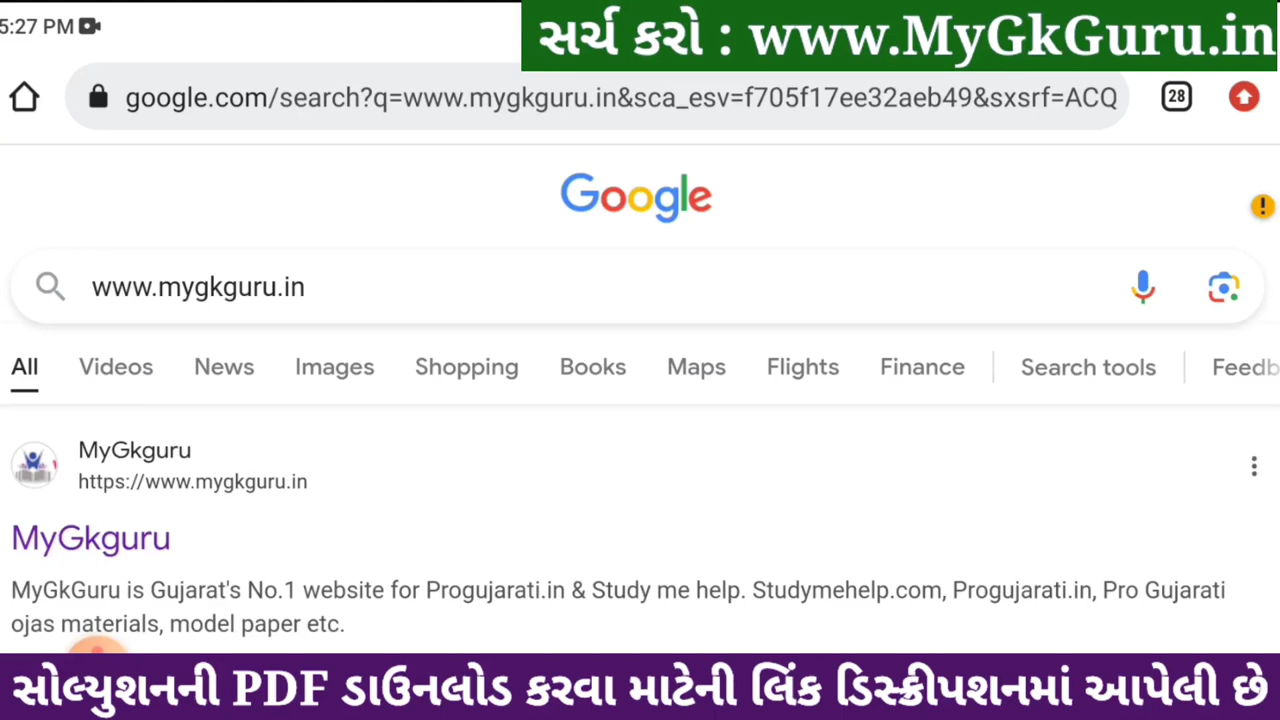 સર્ચ કરો : www.MyGkGuru.in
5:27 PM
google.com/search?q=www.mygkguru.in&sca_esv=f705f17ee32aeb49&sxsrf=ACQ
28
Google
www.mygkguru.in
All Videos News Images Shopping Books Maps Flights Finance Search tools Feedb
MyGkguru
https://www.mygkguru.in
MyGkguru
MyGkGuru is Gujarat's No.1 website for Progujarati.in & Study me help. Studymehelp.com, Progujarati.in, Pro Gujarati
ojas materials, model paper etc.
સોલ્યુશનની PDF ડાઉનલોડ કરવા માટેની લિંક ડિસ્ક્રીપશનમાં આપેલી છે